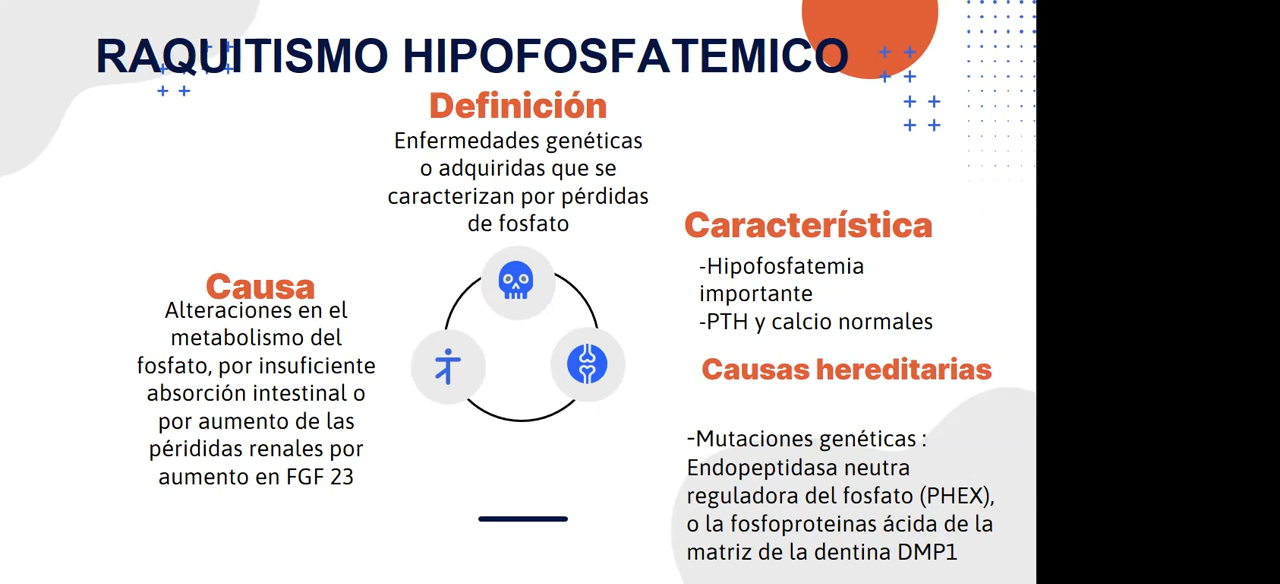 RAQUITISMO HIPOFOSFATEMICO
Definición
Enfermedades genéticas
o adquiridas que se
caracterizan por pérdidas
de fosfato
Causa
Alteraciones en el
metabolismo del
fosfato, por insuficiente
absorción intestinal o
por aumento de las
pérididas renales por
aumento en FGF 23
Característica
-Hipofosfatemia
importante
-PTH y calcio normales
Causas hereditarias
-Mutaciones genéticas :
Endopeptidasa neutra
reguladora del fosfato (PHEX),
o la fosfoproteinas ácida de la
matriz de la dentina DMP1